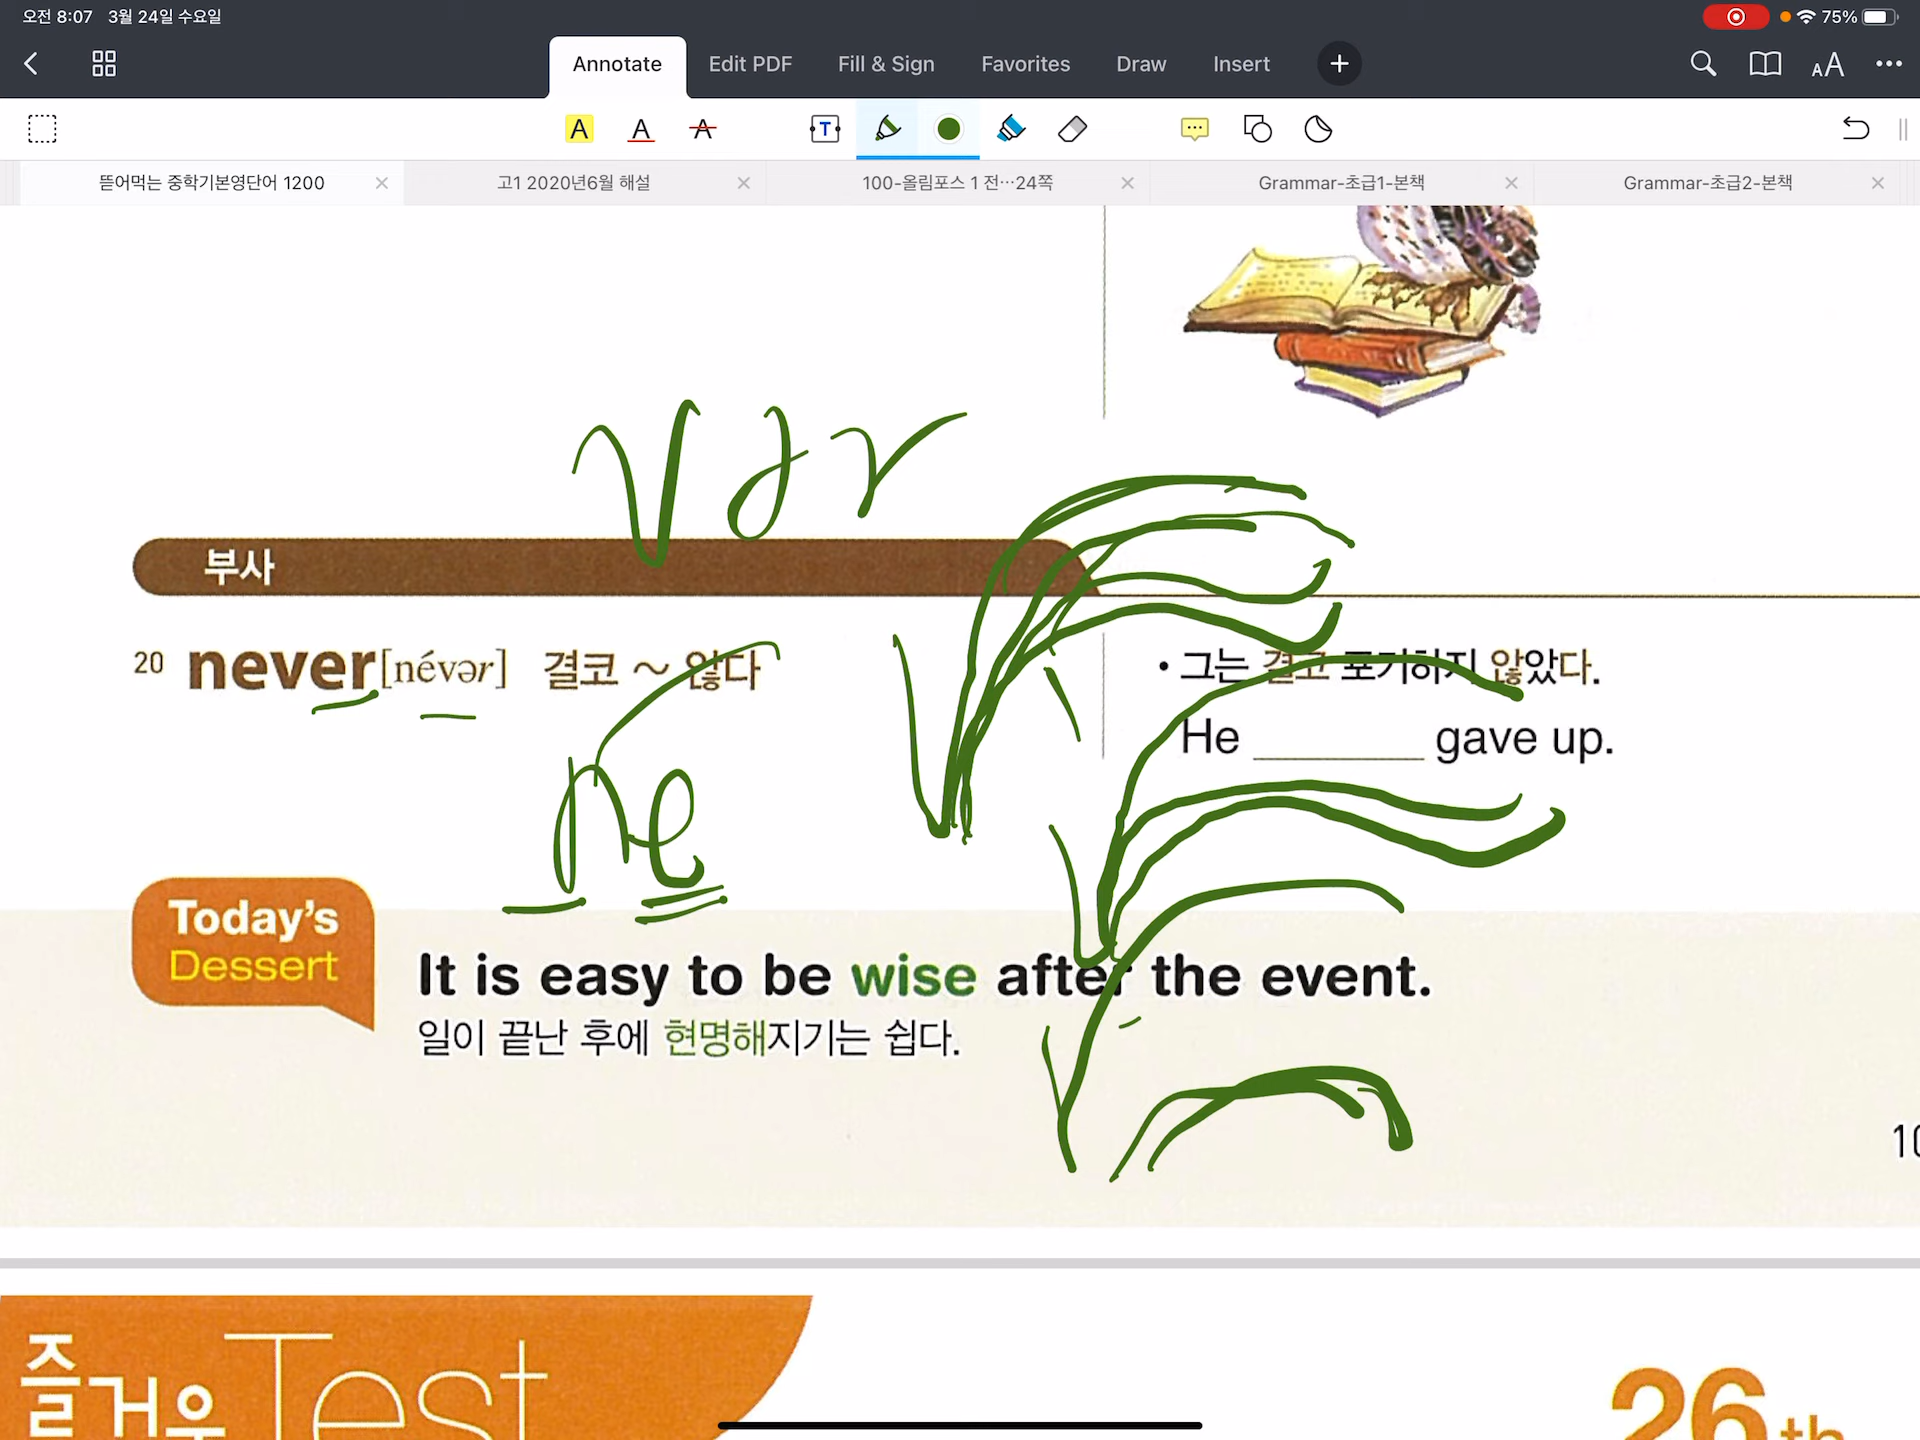 오전 8:07 3월 24일 수요일
75%
Annotate Edit PDF Fill & Sign Favorites Draw Insert
AA
A A A T
뜯어먹는 중학기본영단어 1200
고1 2020년6월 해설
100-올림포스 1 전…24쪽
Grammar-초급1-본책
Grammar-초급2-본책
vər
부사
20 never[névər] 결코 ~ 않다
• 그는 결코 포기하지 않았다.
He ________ gave up.
ne
Today's
Dessert
It is easy to be wise after the event.
일이 끝난 후에 현명해지기는 쉽다.
10
즐거운 Test
26th